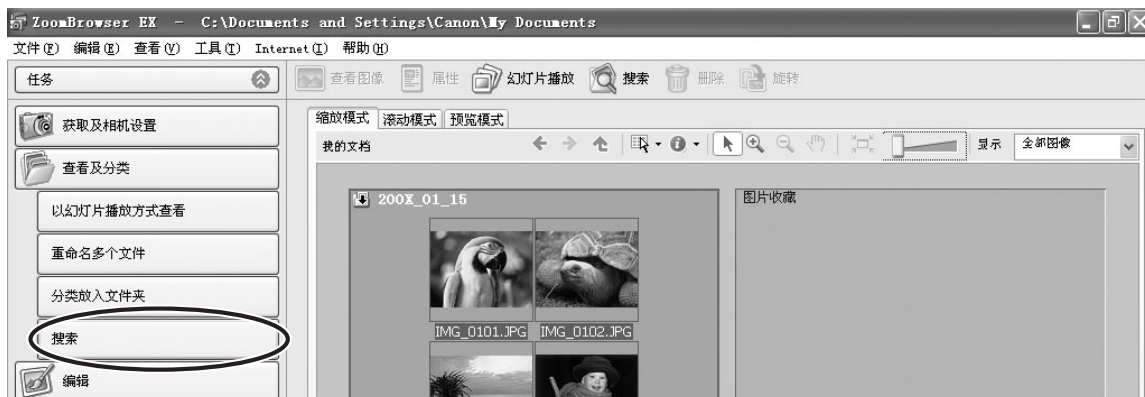 ZoomBrowser EX - C:\Documents and Settings\Canon\My Documents
文件(F) 编辑(E) 查看(V) 工具(T) Internet(I) 帮助(H)
任务
查看图像 属性 幻灯片播放 搜索 删除 旋转
获取及相机设置
查看及分类
以幻灯片播放方式查看
重命名多个文件
分类放入文件夹
搜索
编辑
缩放模式 滚动模式 预览模式
我的文档
显示 全部图像
200X_01_15
图片收藏
IMG_0101.JPG IMG_0102.JPG